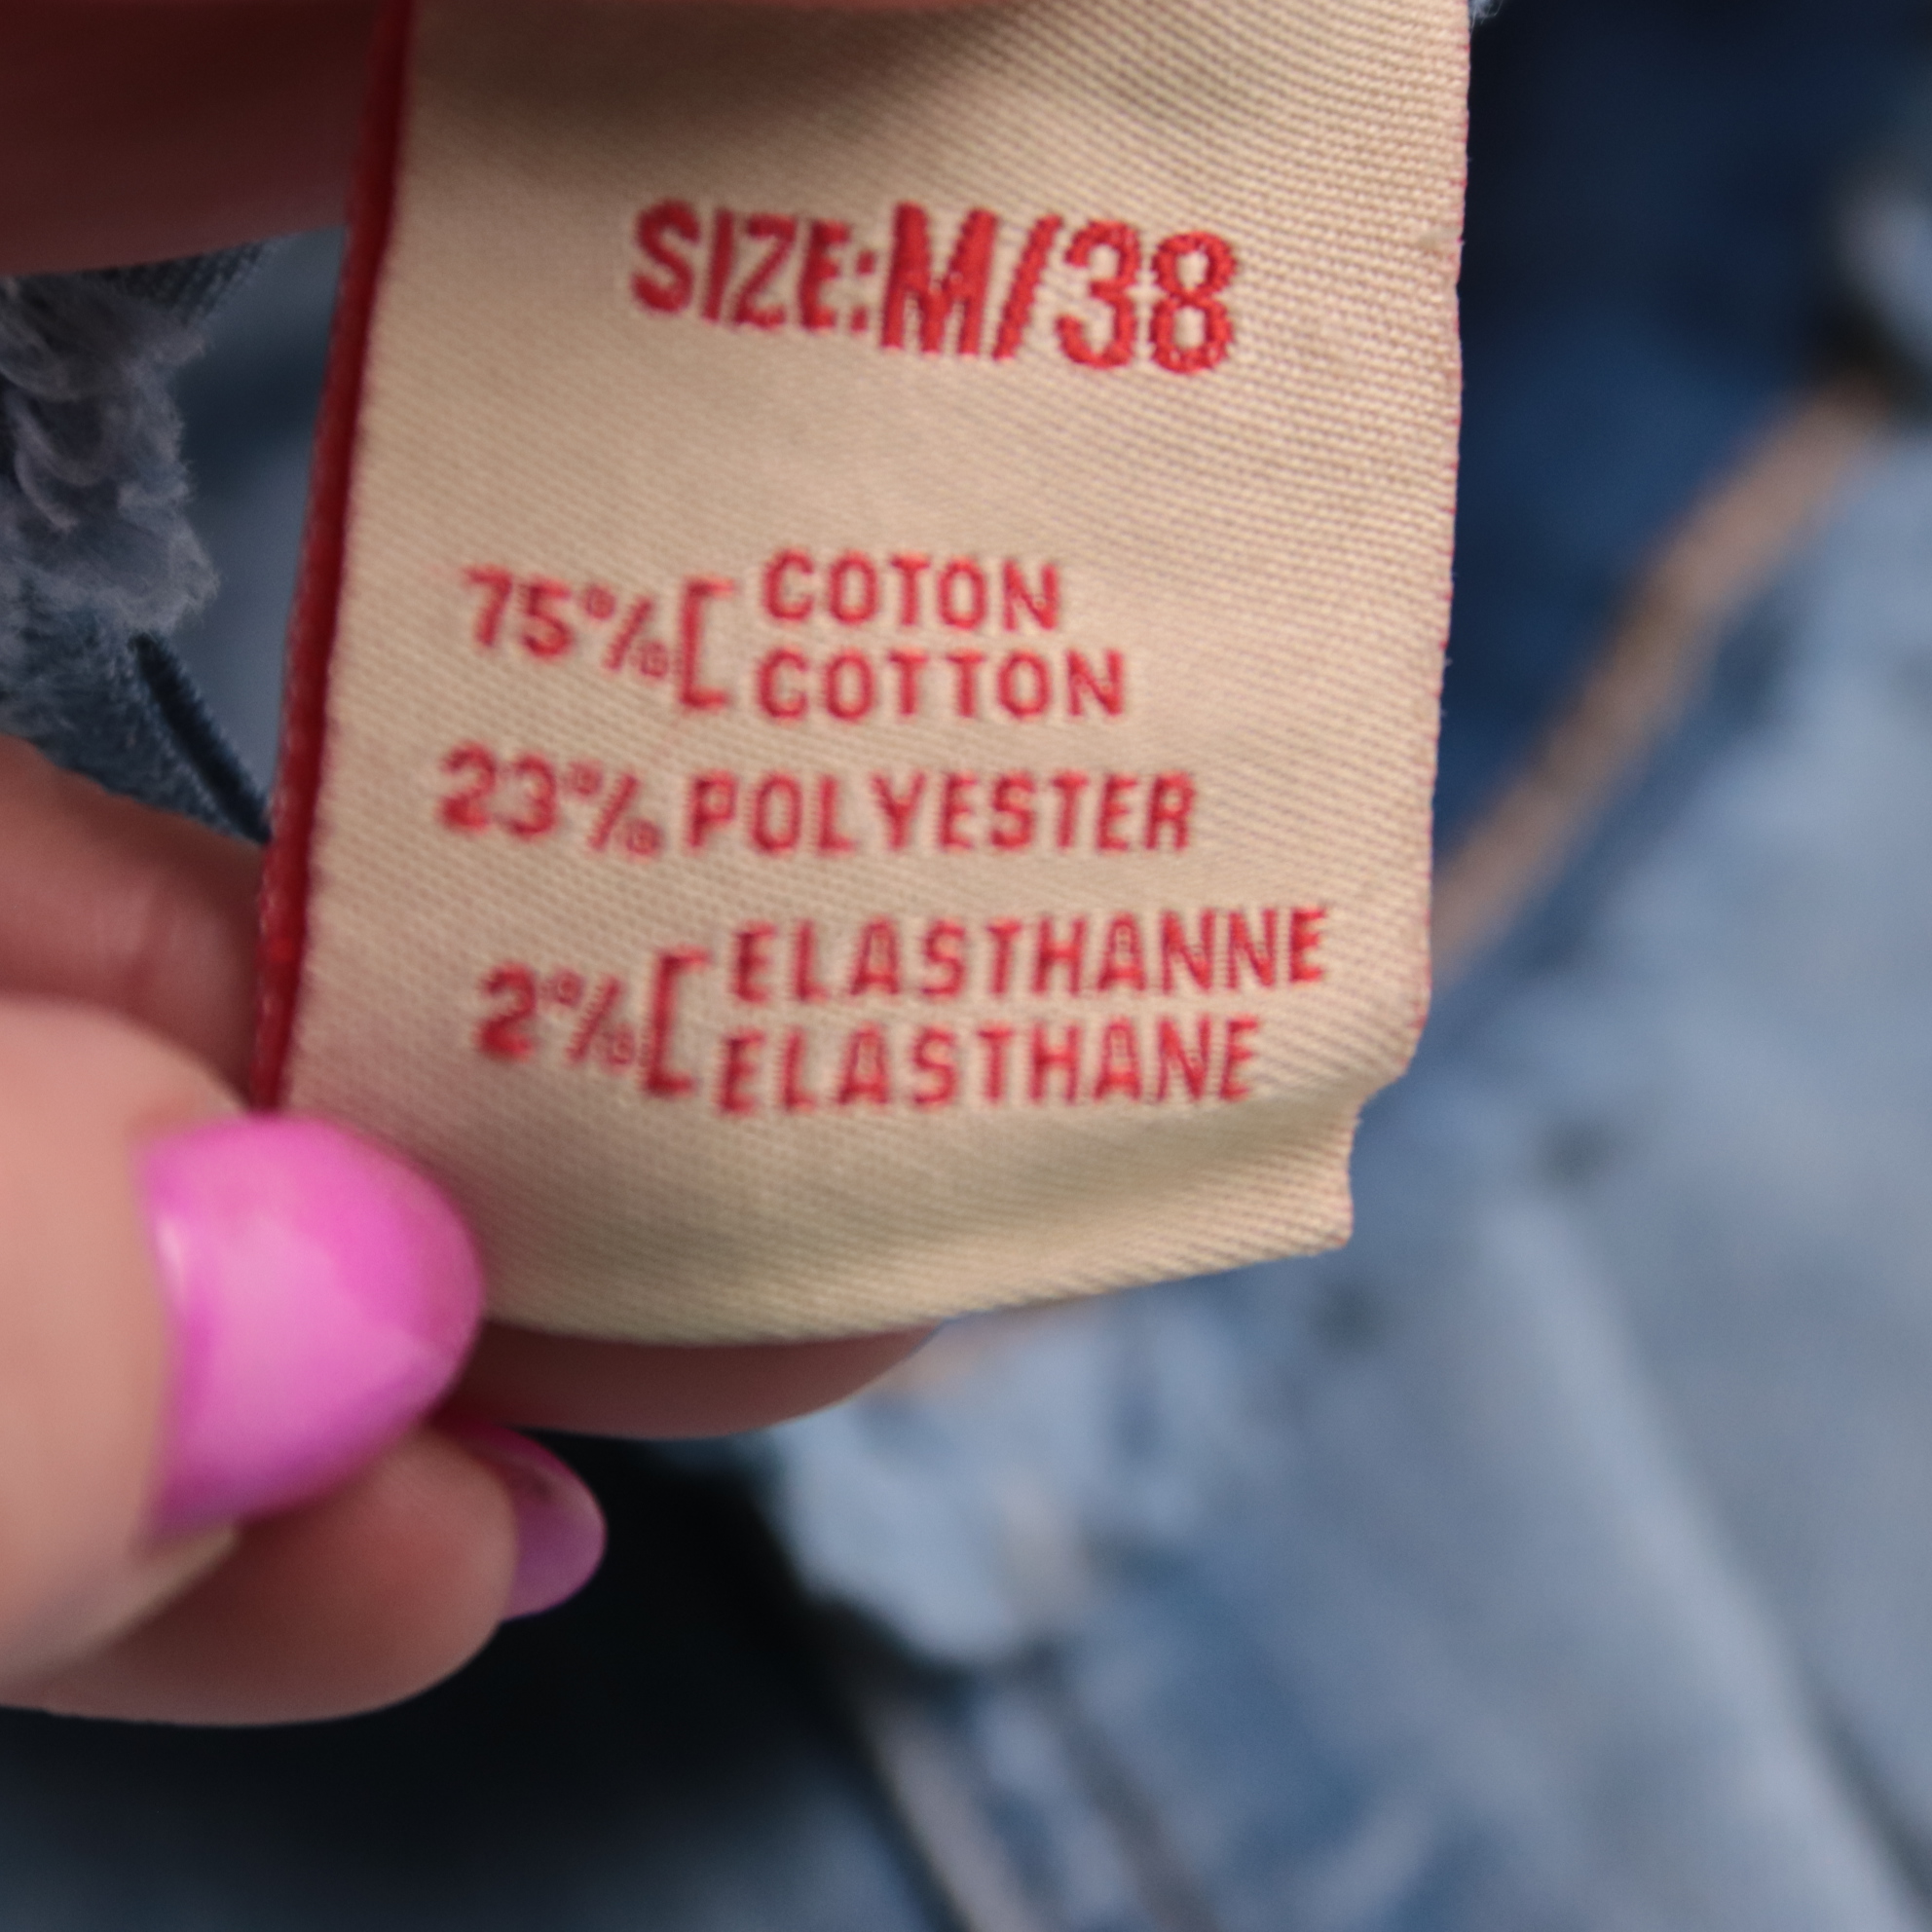 SIZE:M/38
75%[ COTON
COTTON
23% POLYESTER
2%[ ELASTHANNE
ELASTHANE